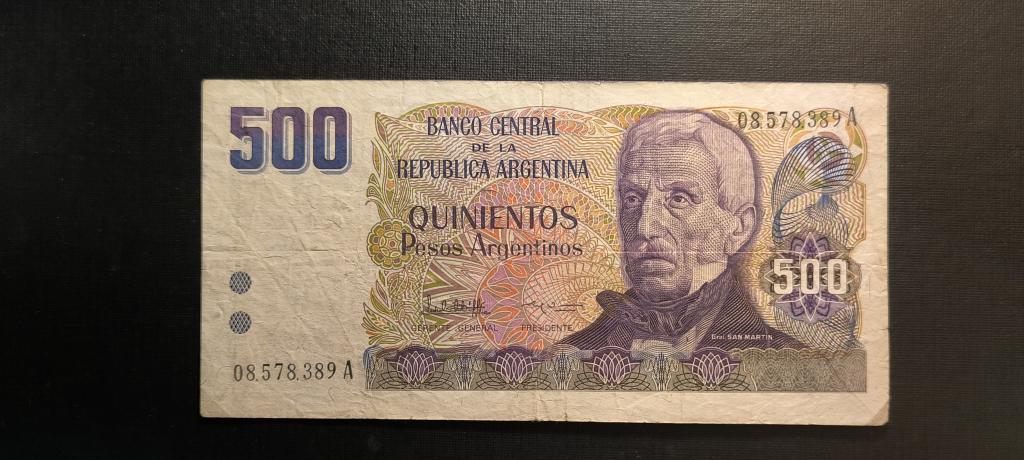 500
BANCO CENTRAL
DE LA
REPUBLICA ARGENTINA
QUINIENTOS
Pesos Argentinos
GERENTE GENERAL PRESIDENTE
08.578.389 A
08.578.389 A
500
Gral. SAN MARTIN